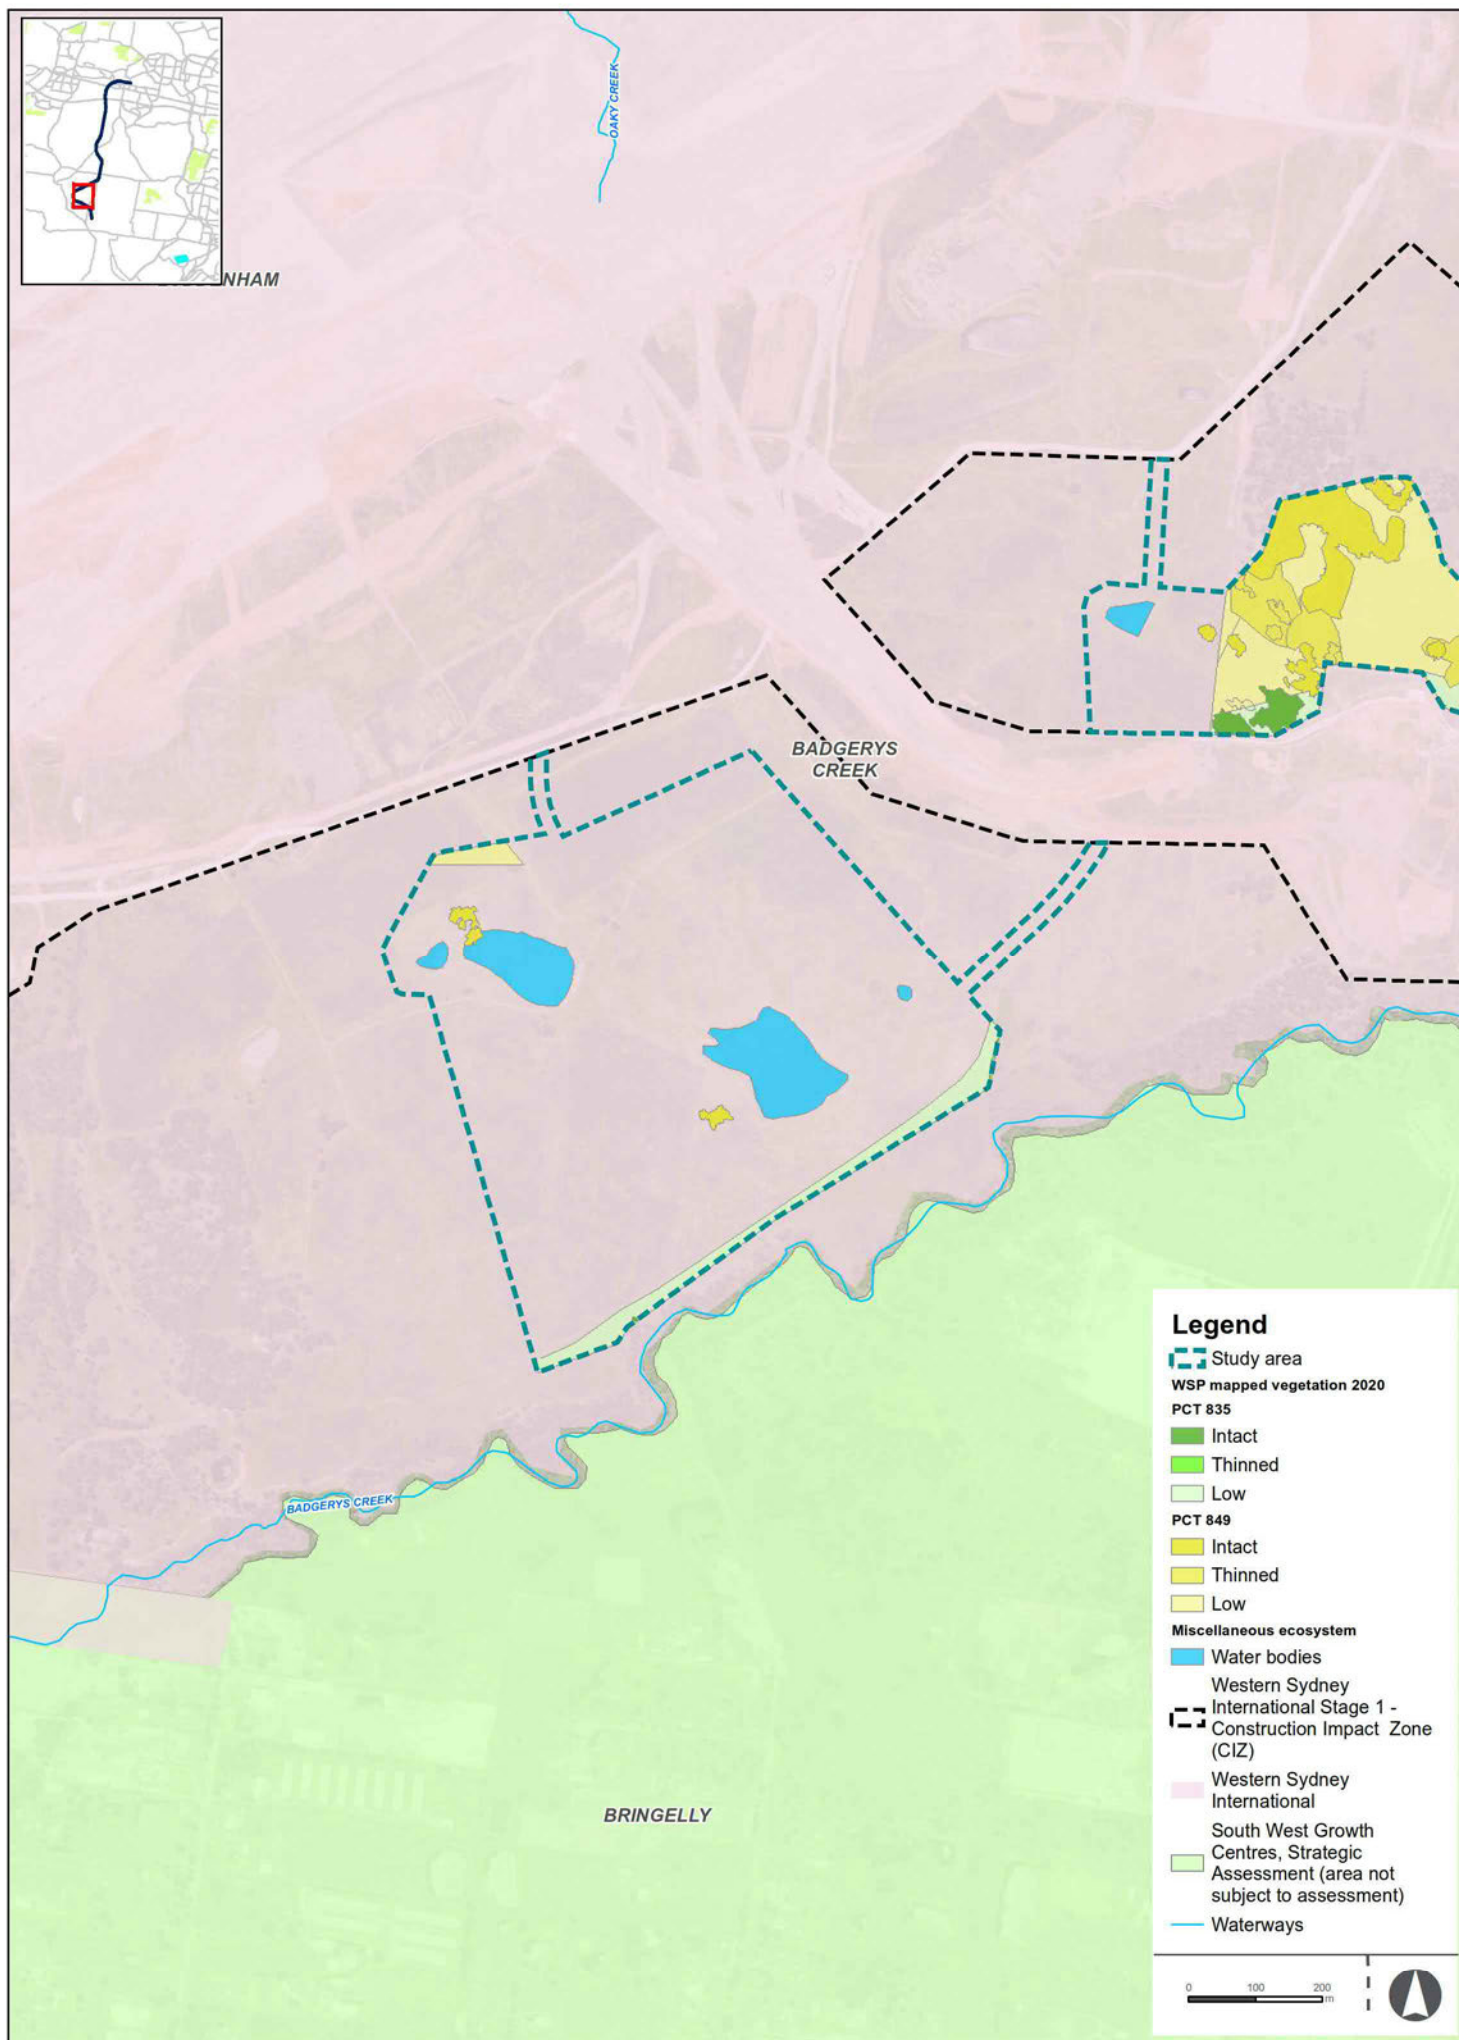 OAKY CREEK
NHAM
BADGERYS
CREEK
BADGERYS CREEK
BRINGELLY
Legend
Study area
WSP mapped vegetation 2020
PCT 835
Intact
Thinned
Low
PCT 849
Intact
Thinned
Low
Miscellaneous ecosystem
Water bodies
Western Sydney
International Stage 1 -
Construction Impact Zone
(CIZ)
Western Sydney
International
South West Growth
Centres, Strategic
Assessment (area not
subject to assessment)
Waterways
0 100 200
m